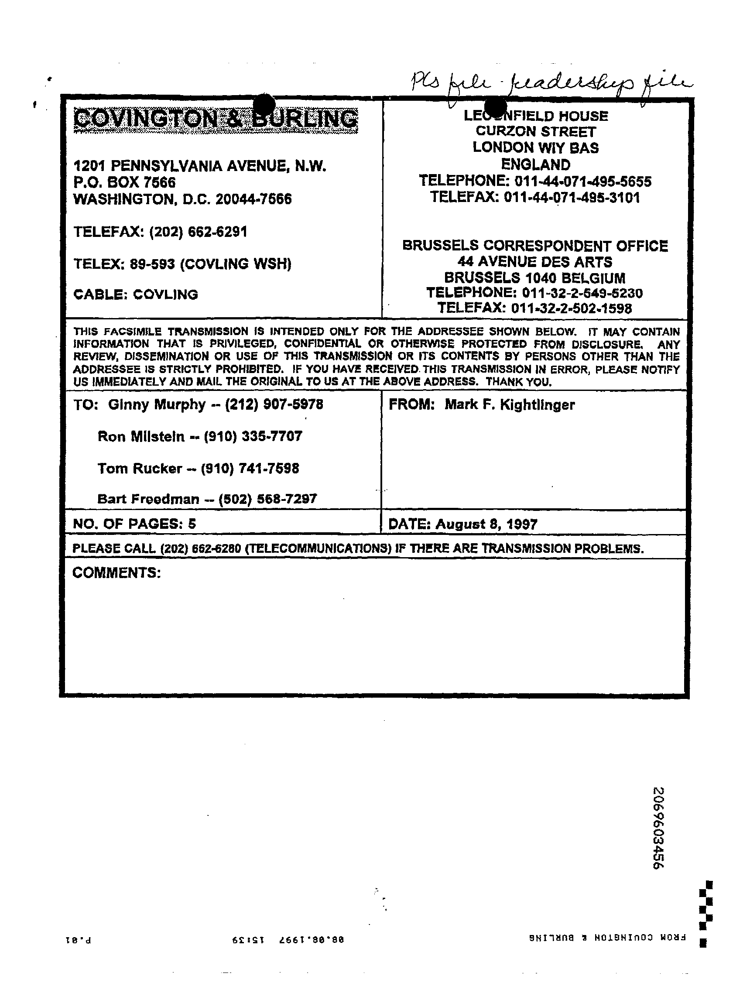 Pls file - leadership file
COVINGTON & BURLING
1201 PENNSYLVANIA AVENUE, N.W.
P.O. BOX 7566
WASHINGTON, D.C. 20044-7566
TELEFAX: (202) 662-6291
TELEX: 89-593 (COVLING WSH)
CABLE: COVLING
LECONFIELD HOUSE
CURZON STREET
LONDON WIY BAS
ENGLAND
TELEPHONE: 011-44-071-495-5655
TELEFAX: 011-44-071-495-3101
BRUSSELS CORRESPONDENT OFFICE
44 AVENUE DES ARTS
BRUSSELS 1040 BELGIUM
TELEPHONE: 011-32-2-549-5230
TELEFAX: 011-32-2-502-1598
THIS FACSIMILE TRANSMISSION IS INTENDED ONLY FOR THE ADDRESSEE SHOWN BELOW. IT MAY CONTAIN
INFORMATION THAT IS PRIVILEGED, CONFIDENTIAL OR OTHERWISE PROTECTED FROM DISCLOSURE. ANY
REVIEW, DISSEMINATION OR USE OF THIS TRANSMISSION OR ITS CONTENTS BY PERSONS OTHER THAN THE
ADDRESSEE IS STRICTLY PROHIBITED. IF YOU HAVE RECEIVED THIS TRANSMISSION IN ERROR, PLEASE NOTIFY
US IMMEDIATELY AND MAIL THE ORIGINAL TO US AT THE ABOVE ADDRESS. THANK YOU.
TO: Ginny Murphy -- (212) 907-5978
Ron Milstein -- (910) 335-7707
Tom Rucker -- (910) 741-7598
Bart Freedman -- (502) 568-7297
FROM: Mark F. Kightlinger
NO. OF PAGES: 5
DATE: August 8, 1997
PLEASE CALL (202) 662-6280 (TELECOMMUNICATIONS) IF THERE ARE TRANSMISSION PROBLEMS.
COMMENTS:
2069603456
FROM COVINGTON & BURLING
08.08.1997 15:39
P.01